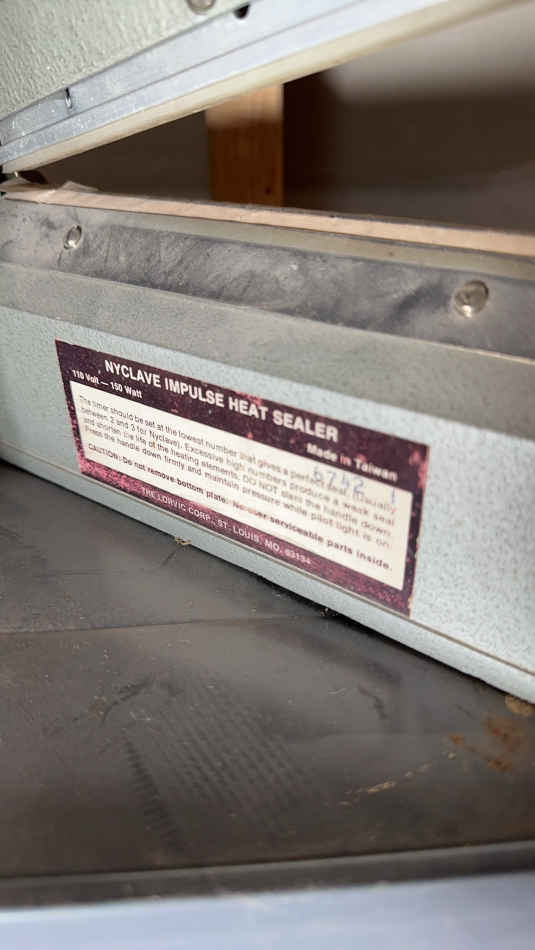 NYCLAVE IMPULSE HEAT SEALER
110 Volt — 150 Watt
Made in Taiwan
6742 1
The timer should be set at the lowest number that gives a perfect seal. (Usually
between 2 and 3 for Nyclave). Excessive high numbers produce a weak seal
and shorten the life of the heating elements. DO NOT slam the handle down.
Press the handle down firmly and maintain pressure while pilot light is on.
CAUTION: Do not remove bottom plate. No user serviceable parts inside.
THE LORVIC CORP., ST. LOUIS, MO. 63134